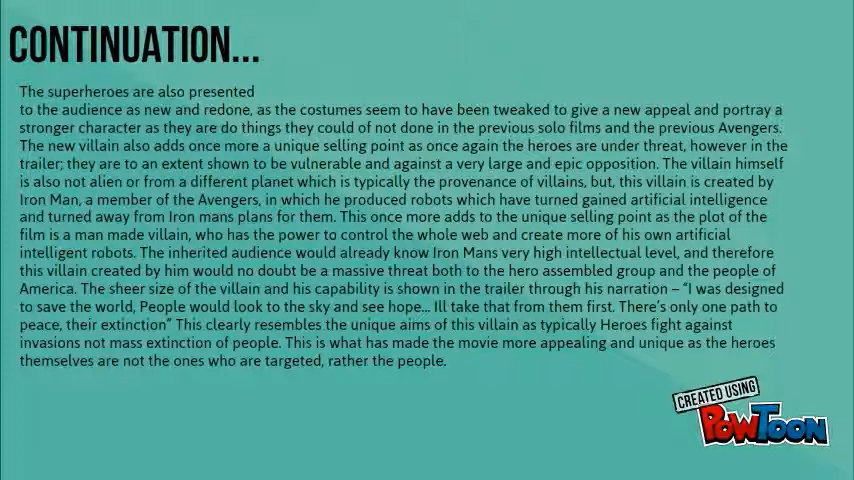 CONTINUATION...
The superheroes are also presented
to the audience as new and redone, as the costumes seem to have been tweaked to give a new appeal and portray a
stronger character as they are do things they could of not done in the previous solo films and the previous Avengers.
The new villain also adds once more a unique selling point as once again the heroes are under threat, however in the
trailer; they are to an extent shown to be vulnerable and against a very large and epic opposition. The villain himself
is also not alien or from a different planet which is typically the provenance of villains, but, this villain is created by
Iron Man, a member of the Avengers, in which he produced robots which have turned gained artificial intelligence
and turned away from Iron mans plans for them. This once more adds to the unique selling point as the plot of the
film is a man made villain, who has the power to control the whole web and create more of his own artificial
intelligent robots. The inherited audience would already know Iron Mans very high intellectual level, and therefore
this villain created by him would no doubt be a massive threat both to the hero assembled group and the people of
America. The sheer size of the villain and his capability is shown in the trailer through his narration – “I was designed
to save the world, People would look to the sky and see hope... Ill take that from them first. There's only one path to
peace, their extinction” This clearly resembles the unique aims of this villain as typically Heroes fight against
invasions not mass extinction of people. This is what has made the movie more appealing and unique as the heroes
themselves are not the ones who are targeted, rather the people.
CREATED USING
POWTOON